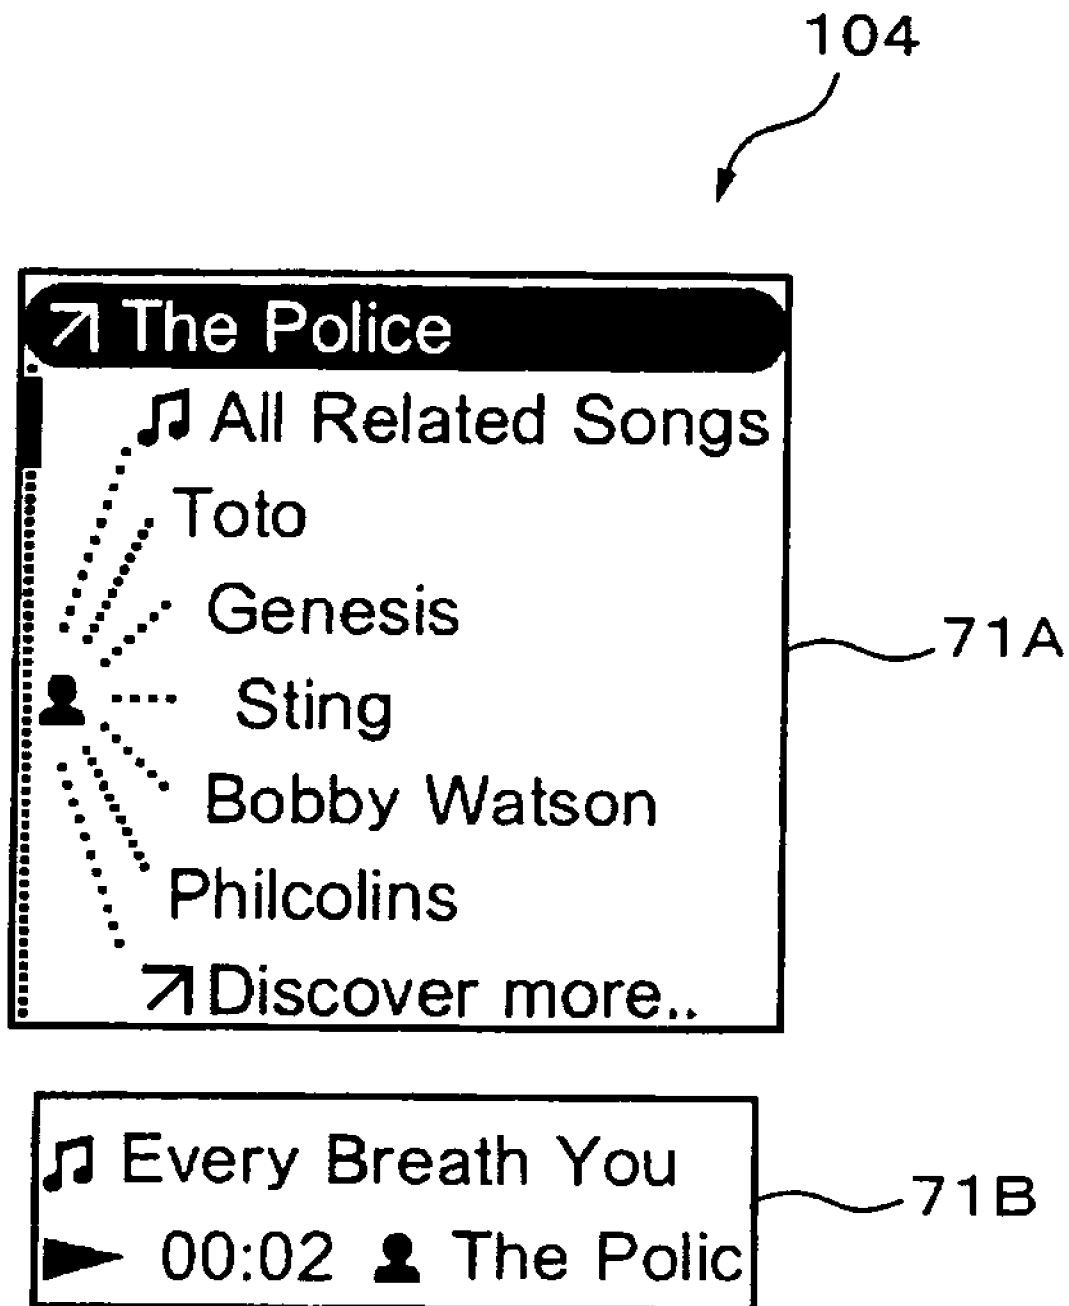 104
The Police
All Related Songs
Toto
Genesis
71A
Sting
Bobby Watson
Philcolins
Discover more..
Every Breath You
71B
00:02 The Polic